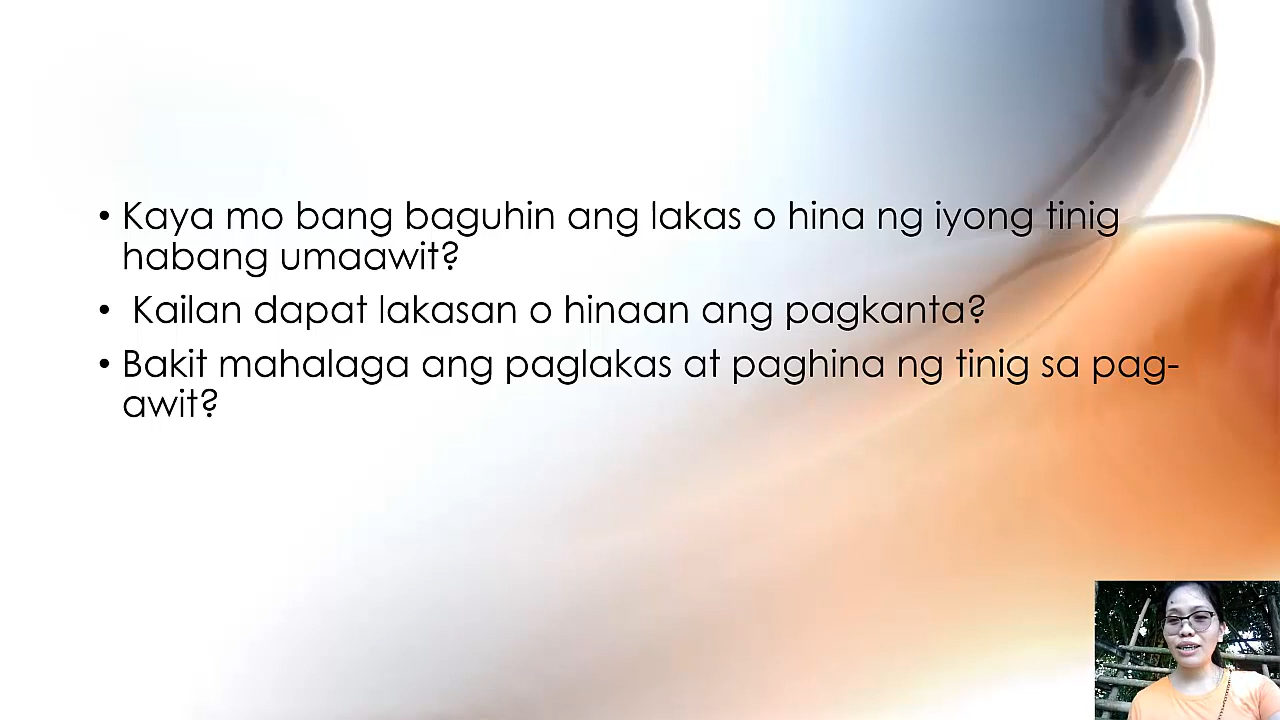 • Kaya mo bang baguhin ang lakas o hina ng iyong tinig
habang umaawit?
• Kailan dapat lakasan o hinaan ang pagkanta?
• Bakit mahalaga ang paglakas at paghina ng tinig sa pag-
awit?